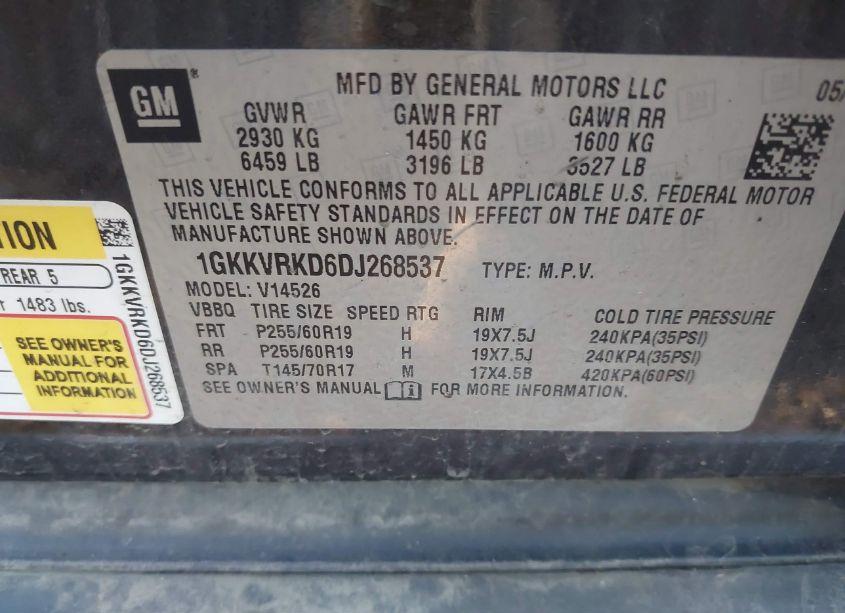 GM®
MFD BY GENERAL MOTORS LLC 05/
GVWR GAWR FRT GAWR RR
2930 KG 1450 KG 1600 KG
6459 LB 3196 LB 3527 LB
THIS VEHICLE CONFORMS TO ALL APPLICABLE U.S. FEDERAL MOTOR
VEHICLE SAFETY STANDARDS IN EFFECT ON THE DATE OF
MANUFACTURE SHOWN ABOVE.
1GKKVRKD6DJ268537 TYPE: M.P.V.
MODEL: V14526
VBBQ TIRE SIZE SPEED RTG RIM COLD TIRE PRESSURE
FRT P255/60R19 H 19X7.5J 240KPA(35PSI)
RR P255/60R19 H 19X7.5J 240KPA(35PSI)
SPA T145/70R17 M 17X4.5B 420KPA(60PSI)
SEE OWNER'S MANUAL FOR MORE INFORMATION.
TION
REAR 5
r 1483 lbs.
SEE OWNER'S
MANUAL FOR
ADDITIONAL
INFORMATION
1GKKVRKD6DJ268537